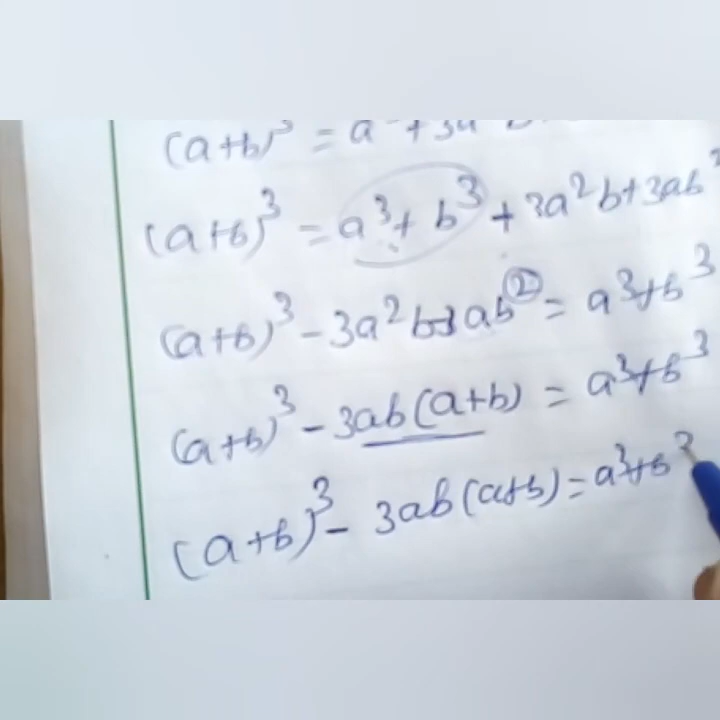 (a+b)³ = a³ + 3a
(a+b)³ = a³ + b³ + 3a²b + 3ab²
(a+b)³ - 3a²b - 3ab² = a³ + b³
(a+b)³ - 3ab(a+b) = a³ + b³
(a+b)³ - 3ab(a+b) = a³ + b³